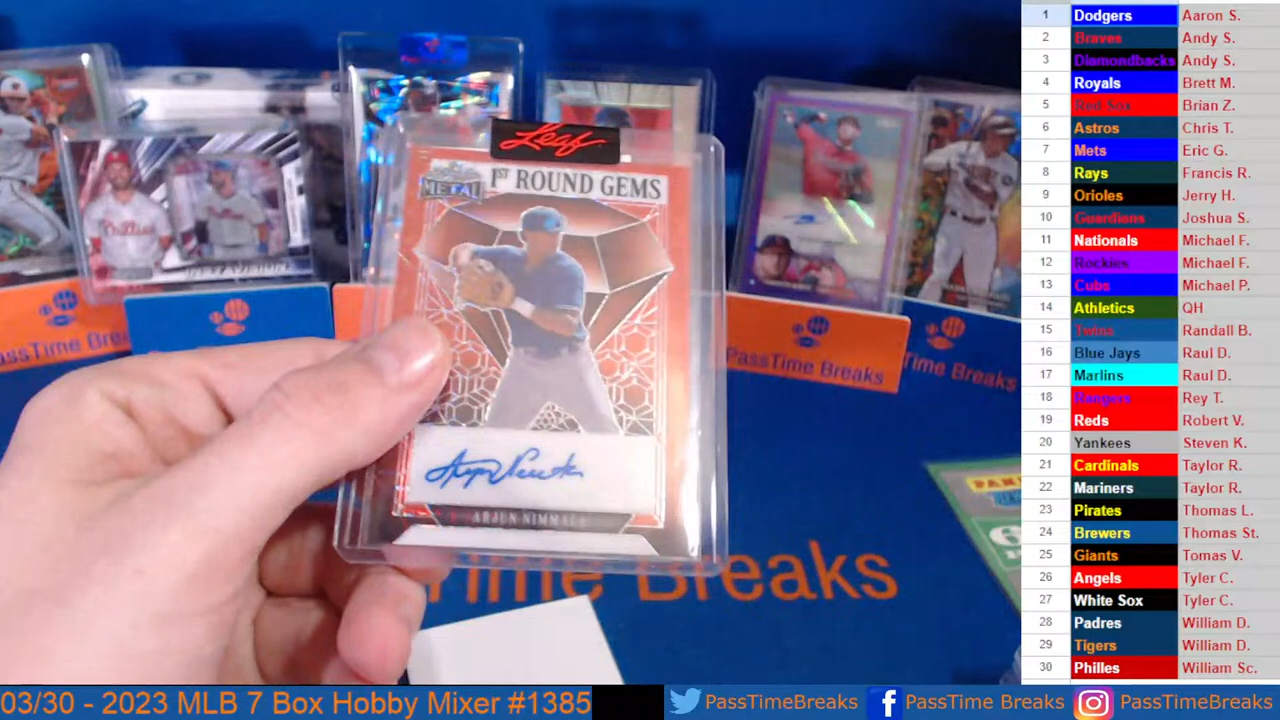 Leaf
METAL
1ST ROUND GEMS
ARJUN NIMMALA
PassTime Breaks
PassTime Breaks
Time Breaks
1 Dodgers Aaron S.
2 Braves Andy S.
3 Diamondbacks Andy S.
4 Royals Brett M.
5 Red Sox Brian Z.
6 Astros Chris T.
7 Mets Eric G.
8 Rays Francis R.
9 Orioles Jerry H.
10 Guardians Joshua S.
11 Nationals Michael F.
12 Rockies Michael F.
13 Cubs Michael P.
14 Athletics QH
15 Twins Randall B.
16 Blue Jays Raul D.
17 Marlins Raul D.
18 Rangers Rey T.
19 Reds Robert V.
20 Yankees Steven K.
21 Cardinals Taylor R.
22 Mariners Taylor R.
23 Pirates Thomas L.
24 Brewers Thomas St.
25 Giants Tomas V.
26 Angels Tyler C.
27 White Sox Tyler C.
28 Padres William D.
29 Tigers William D.
30 Philles William Sc.
03/30 - 2023 MLB 7 Box Hobby Mixer #1385
PassTimeBreaks
PassTime Breaks
PassTimeBreaks